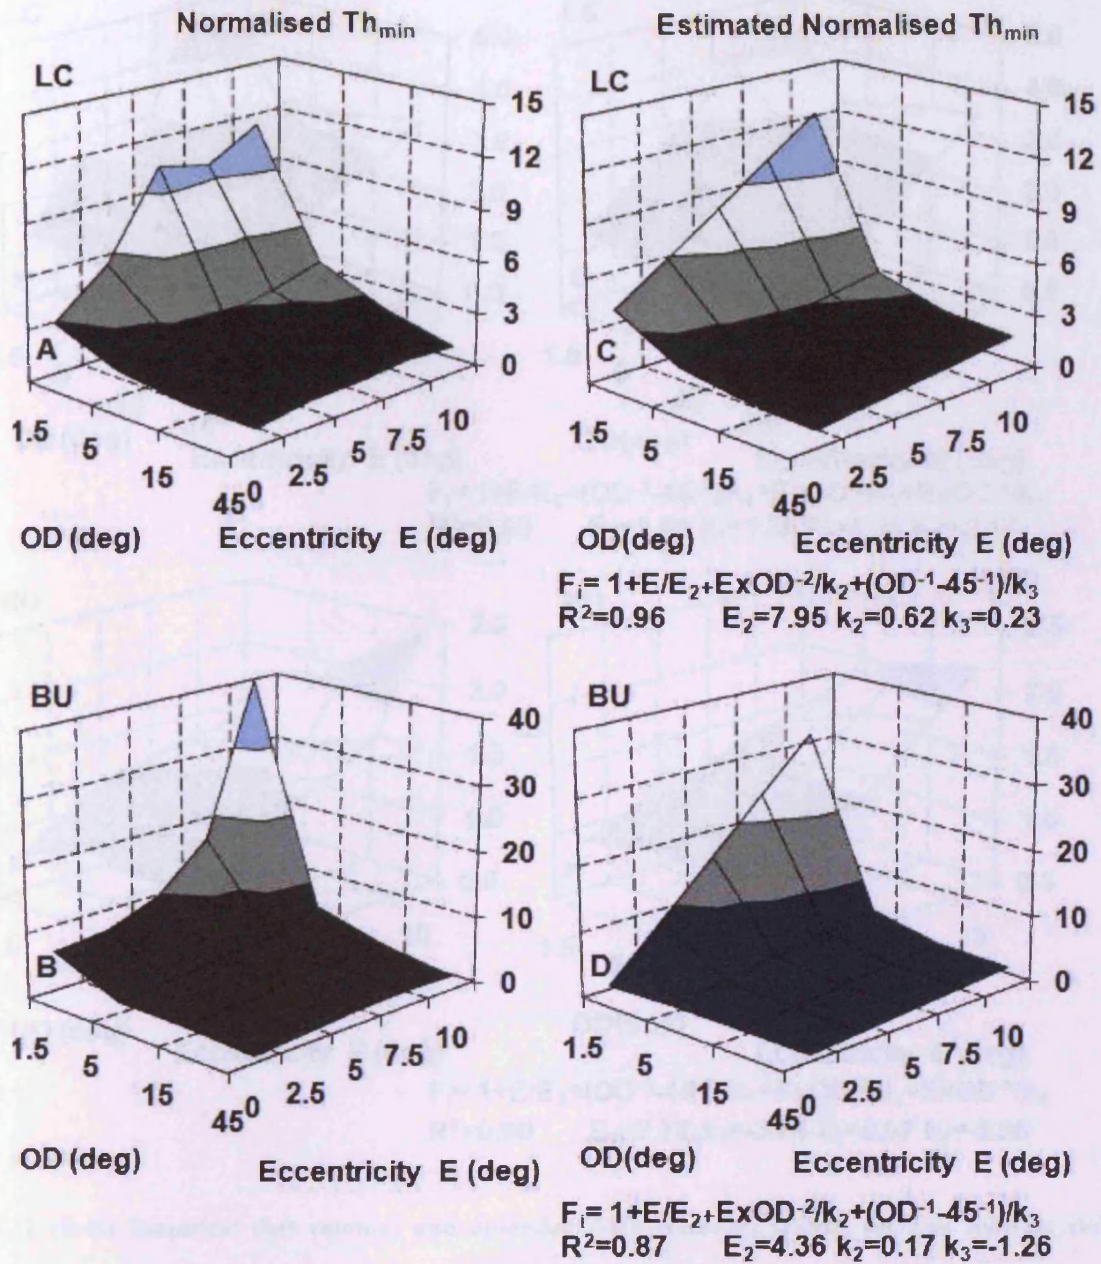 Normalised Th_min
LC
15
12
9
6
3
0
A
1.5
5
15
45
0
2.5
5
7.5
10
OD (deg)
Eccentricity E (deg)
Estimated Normalised Th_min
LC
15
12
9
6
3
0
C
1.5
5
15
45
0
2.5
5
7.5
10
OD(deg)
Eccentricity E (deg)
F_i= 1+E/E₂+ExOD⁻²/k₂+(OD⁻¹-45⁻¹)/k₃
R²=0.96 E₂=7.95 k₂=0.62 k₃=0.23
BU
40
30
20
10
0
B
1.5
5
15
45
0
2.5
5
7.5
10
OD (deg)
Eccentricity E (deg)
BU
40
30
20
10
0
D
1.5
5
15
45
0
2.5
5
7.5
10
OD(deg)
Eccentricity E (deg)
F_i= 1+E/E₂+ExOD⁻²/k₂+(OD⁻¹-45⁻¹)/k₃
R²=0.87 E₂=4.36 k₂=0.17 k₃=-1.26